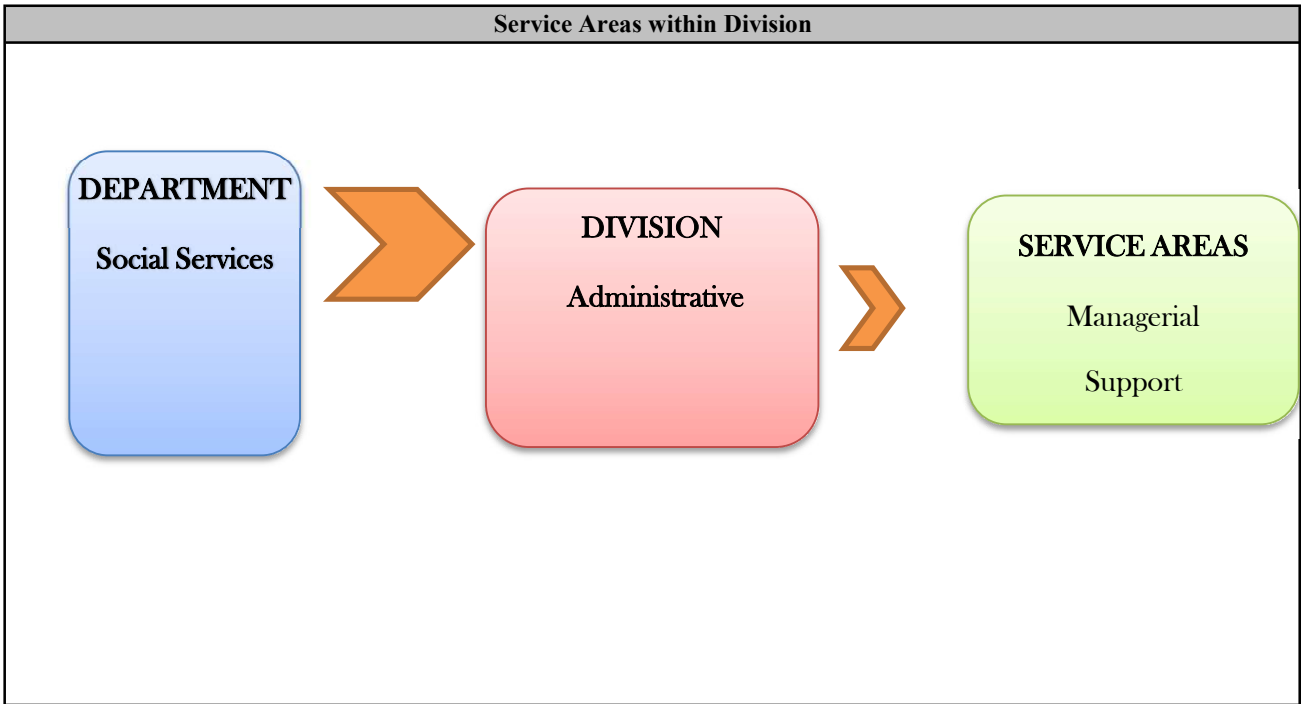 Service Areas within Division
DEPARTMENT
Social Services
DIVISION
Administrative
SERVICE AREAS
Managerial
Support